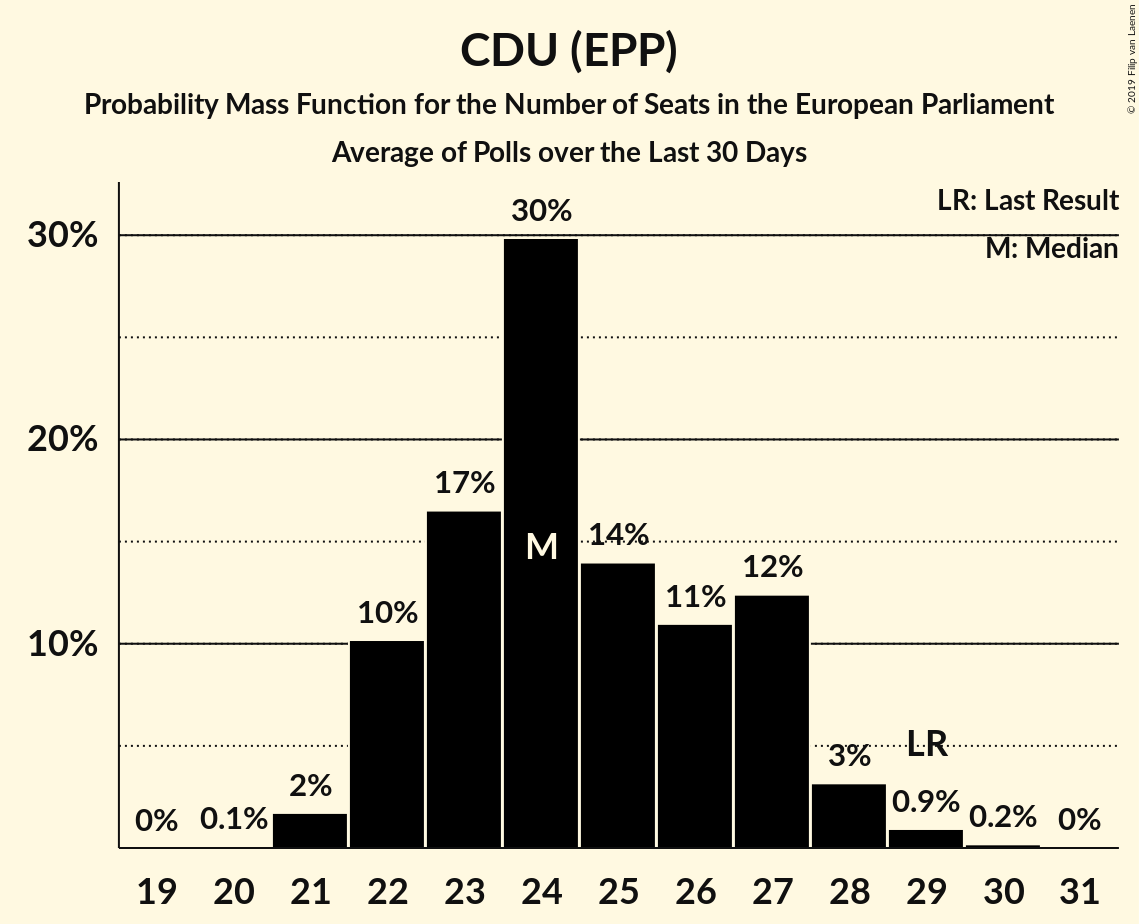 CDU (EPP)
Probability Mass Function for the Number of Seats in the European Parliament
Average of Polls over the Last 30 Days
© 2019 Filip van Laenen
LR: Last Result
M: Median
30%
20%
10%
0%
0.1%
2%
10%
17%
30%
M
14%
11%
12%
3%
LR
0.9%
0.2%
0%
19 20 21 22 23 24 25 26 27 28 29 30 31